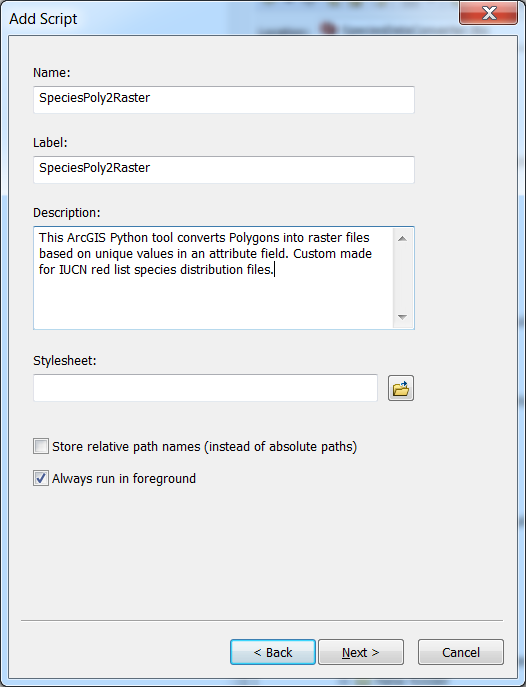 Add Script
Name:
SpeciesPoly2Raster
Label:
SpeciesPoly2Raster
Description:
This ArcGIS Python tool converts Polygons into raster files
based on unique values in an attribute field. Custom made
for IUCN red list species distribution files.
Stylesheet:
Store relative path names (instead of absolute paths)
Always run in foreground
< Back
Next >
Cancel